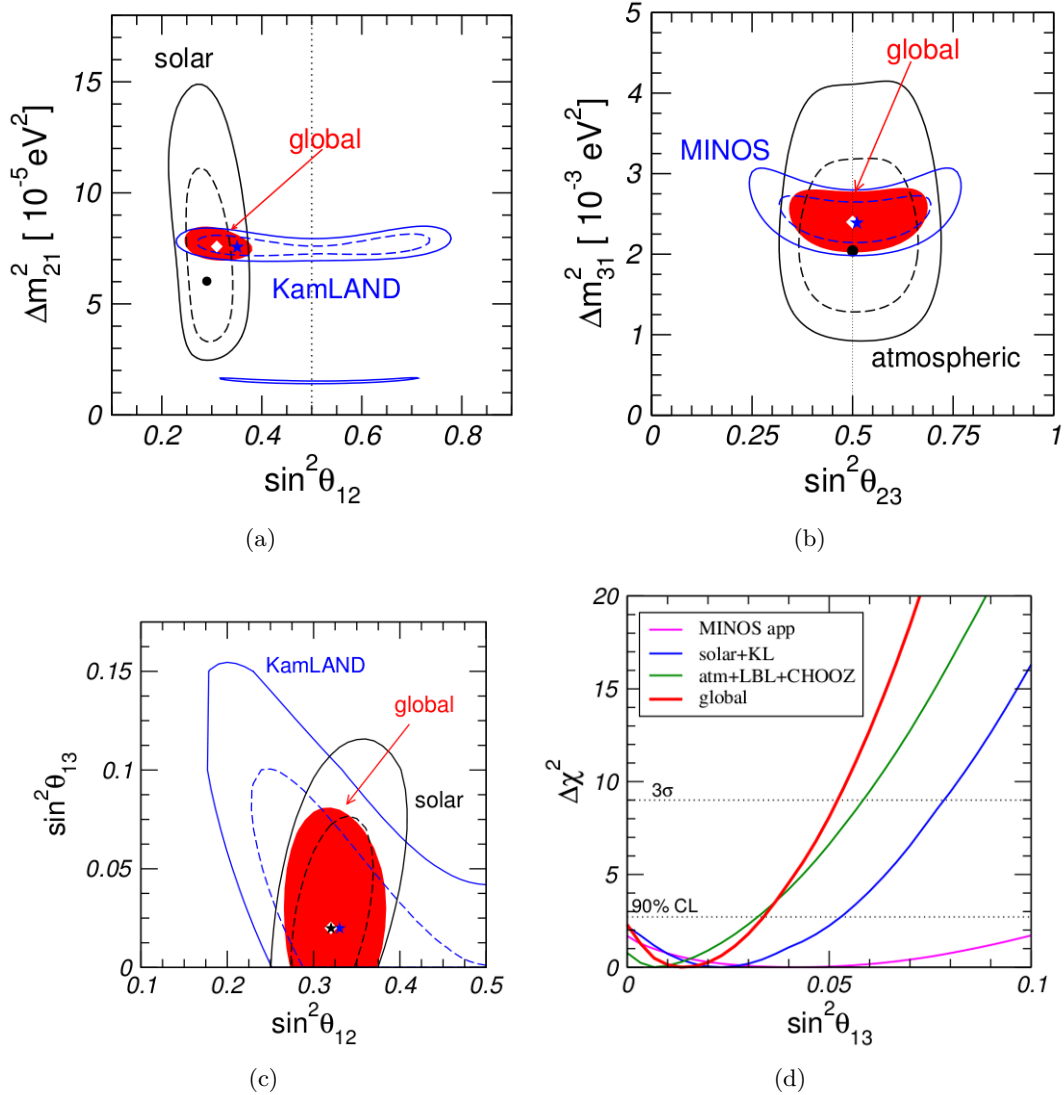 solar
global
KamLAND
Δm²₂₁ [ 10⁻⁵eV²]
15
10
5
0
0.2
0.4
0.6
0.8
sin²θ₁₂
(a)
global
MINOS
atmospheric
Δm²₃₁ [ 10⁻³ eV²]
5
4
3
2
1
0
0
0.25
0.5
0.75
1
sin²θ₂₃
(b)
KamLAND
global
solar
sin²θ₁₃
0.15
0.1
0.05
0
0.1
0.2
0.3
0.4
0.5
sin²θ₁₂
(c)
MINOS app
solar+KL
atm+LBL+CHOOZ
global
3σ
90% CL
Δχ²
20
15
10
5
0
0
0.05
0.1
sin²θ₁₃
(d)